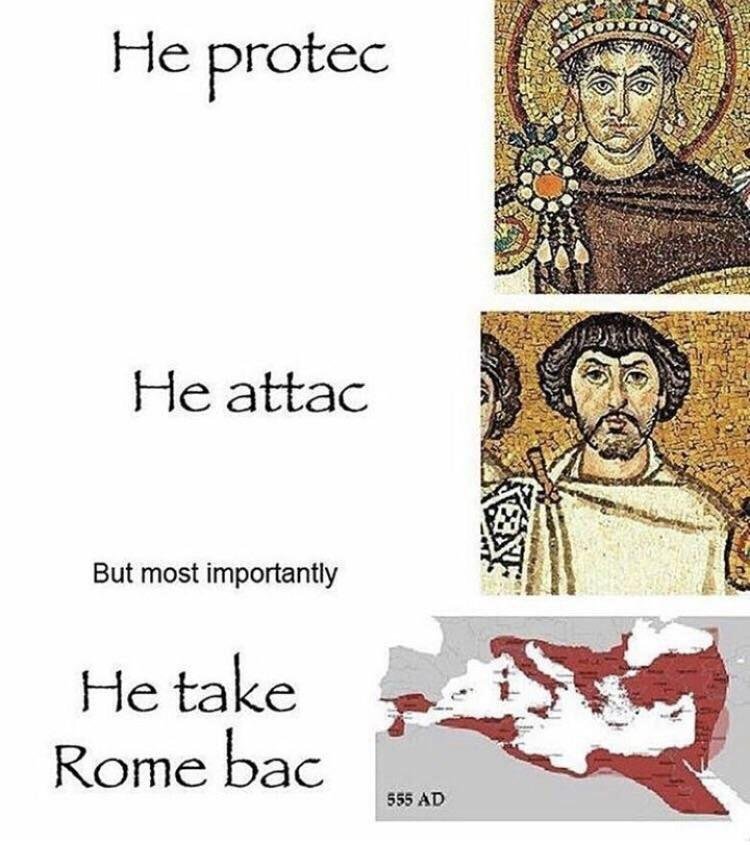 He protec
He attac
But most importantly
He take
Rome bac
555 AD